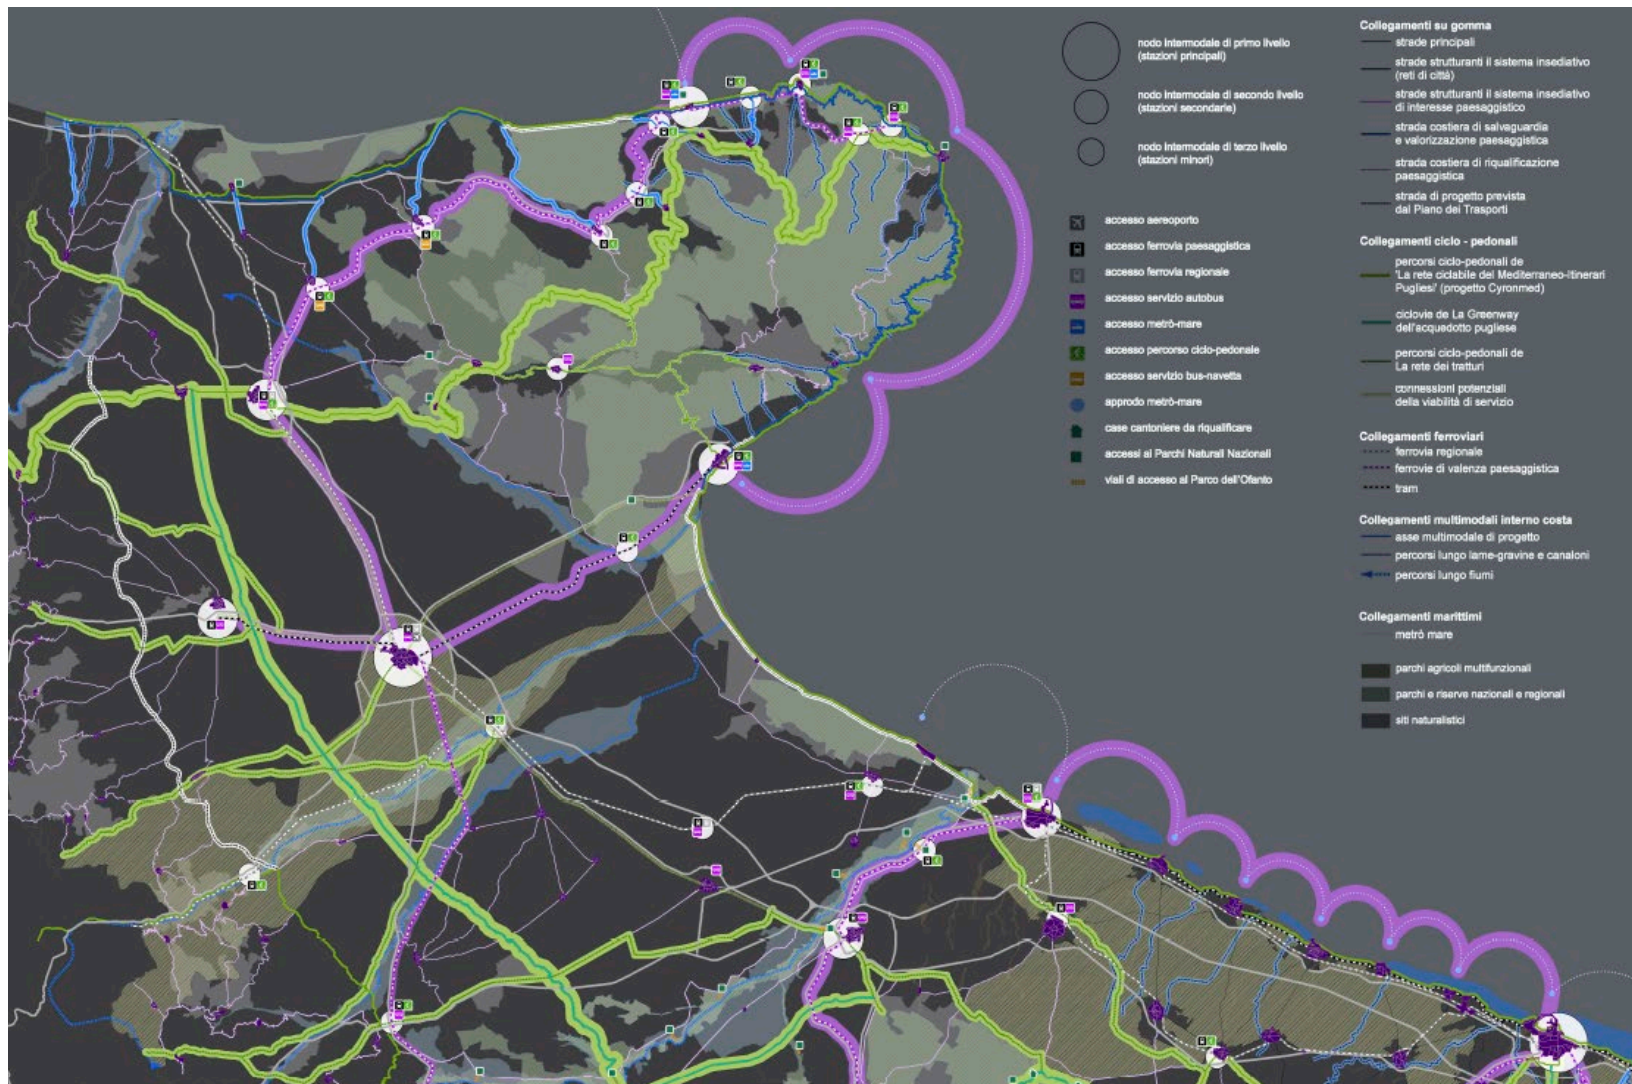 nodo intermodale di primo livello
(stazioni principali)
nodo intermodale di secondo livello
(stazioni secondarie)
nodo intermodale di terzo livello
(stazioni minori)
accesso aereoporto
accesso ferrovia paesaggistica
accesso ferrovia regionale
accesso servizio autobus
accesso metrò-mare
accesso percorso ciclo-pedonale
accesso servizio bus-navetta
approdo metrò-mare
case cantoniere da riqualificare
accessi ai Parchi Naturali Nazionali
viali di accesso al Parco dell'Ofanto
Collegamenti su gomma
strade principali
strade strutturanti il sistema insediativo
(reti di città)
strade strutturanti il sistema insediativo
di interesse paesaggistico
strada costiera di salvaguardia
e valorizzazione paesaggistica
strada costiera di riqualificazione
paesaggistica
strada di progetto prevista
dal Piano dei Trasporti
Collegamenti ciclo - pedonali
percorsi ciclo-pedonali de
'La rete ciclabile del Mediterraneo-Itinerari
Pugliesi' (progetto Cyronmed)
ciclovie de La Greenway
dell'acquedotto pugliese
percorsi ciclo-pedonali de
La rete dei tratturi
connessioni potenziali
della viabilità di servizio
Collegamenti ferroviari
ferrovia regionale
ferrovie di valenza paesaggistica
tram
Collegamenti multimodali interno costa
asse multimodale di progetto
percorsi lungo lame-gravine e canaloni
percorsi lungo fiumi
Collegamenti marittimi
metrò mare
parchi agricoli multifunzionali
parchi e riserve nazionali e regionali
siti naturalistici